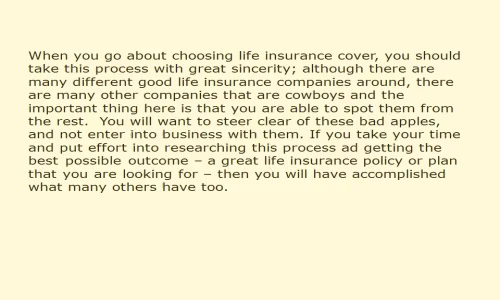 When you go about choosing life insurance cover, you should
take this process with great sincerity; although there are
many different good life insurance companies around, there
are many other companies that are cowboys and the
important thing here is that you are able to spot them from
the rest.  You will want to steer clear of these bad apples,
and not enter into business with them. If you take your time
and put effort into researching this process ad getting the
best possible outcome – a great life insurance policy or plan
that you are looking for – then you will have accomplished
what many others have too.